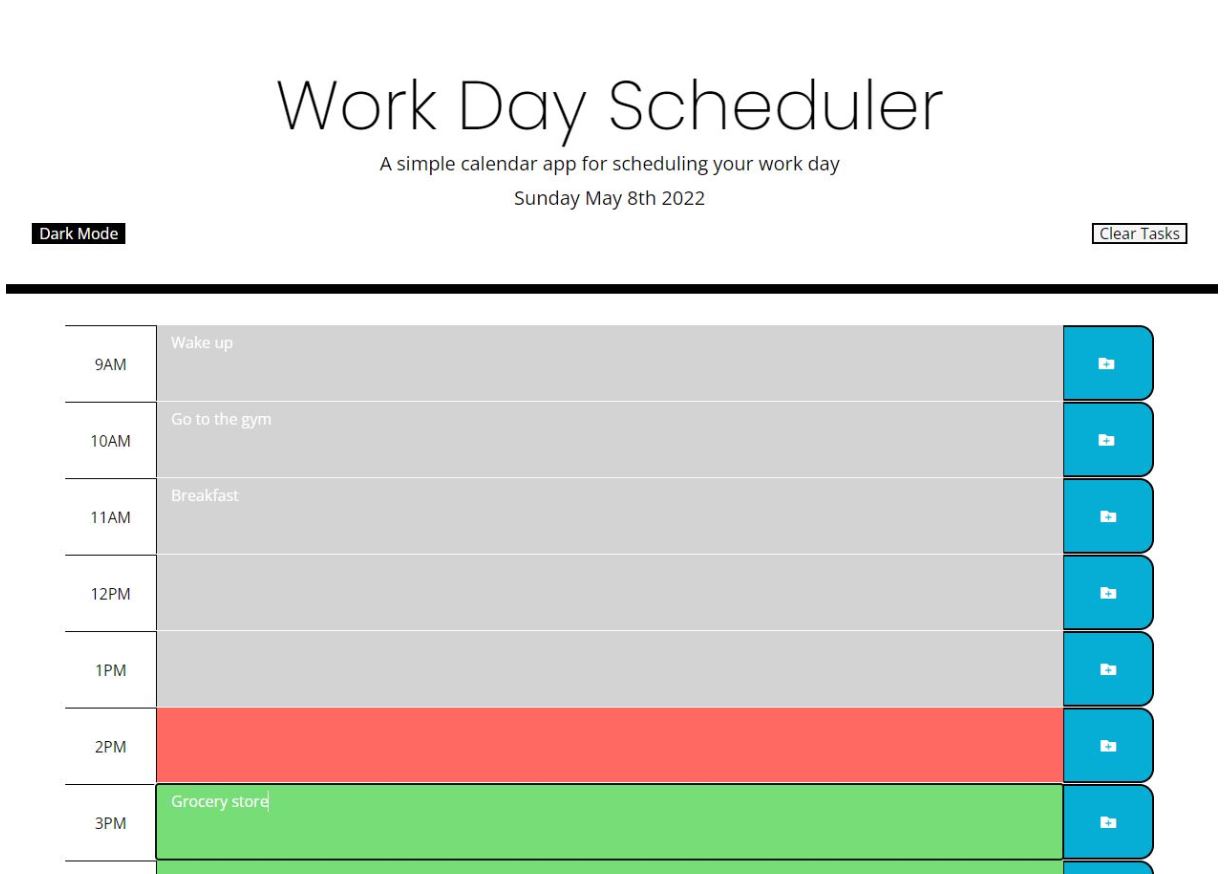 Work Day Scheduler
A simple calendar app for scheduling your work day
Sunday May 8th 2022
Dark Mode
Clear Tasks
9AM
Wake up
10AM
Go to the gym
11AM
Breakfast
12PM
1PM
2PM
3PM
Grocery store